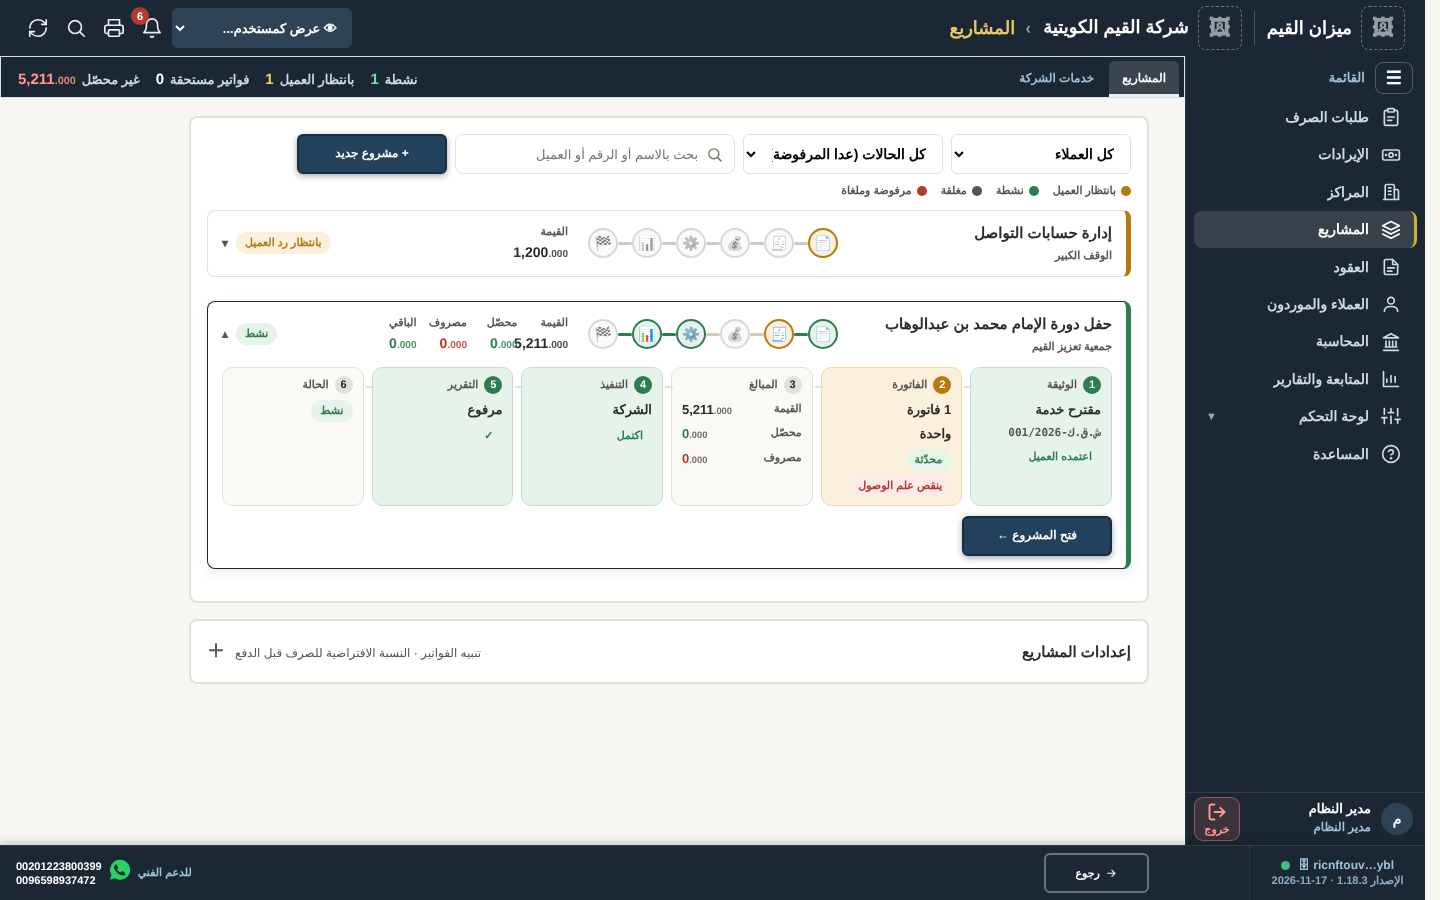 ميزان القيم
شركة القيم الكويتية › المشاريع
👁 عرض كمستخدم...
6
القائمة
طلبات الصرف
الإيرادات
المراكز
المشاريع
العقود
العملاء والموردون
المحاسبة
المتابعة والتقارير
لوحة التحكم
المساعدة
المشاريع
خدمات الشركة
نشطة 1
بانتظار العميل 1
فواتير مستحقة 0
غير محصّل 5,211.000
كل العملاء
كل الحالات (عدا المرفوضة
بحث بالاسم أو الرقم أو العميل
+ مشروع جديد
بانتظار العميل
نشطة
مغلقة
مرفوضة وملغاة
إدارة حسابات التواصل
الوقف الكبير
القيمة
1,200.000
بانتظار رد العميل
حفل دورة الإمام محمد بن عبدالوهاب
جمعية تعزيز القيم
القيمة
5,211.000
محصّل
0.000
مصروف
0.000
الباقي
0.000
نشط
1 الوثيقة
مقترح خدمة
ش.ق.ك-001/2026
اعتمده العميل
2 الفاتورة
1 فاتورة
واحدة
محدّثة
ينقص علم الوصول
3 المبالغ
القيمة 5,211.000
محصّل 0.000
مصروف 0.000
4 التنفيذ
الشركة
اكتمل
5 التقرير
مرفوع
✓
6 الحالة
نشط
فتح المشروع ←
إعدادات المشاريع
تنبيه الفواتير · النسبة الافتراضية للصرف قبل الدفع
م
مدير النظام
مدير النظام
خروج
ricnftouv…ybl
الإصدار 1.18.3 · 2026-11-17
→ رجوع
للدعم الفني
00201223800399
0096598937472